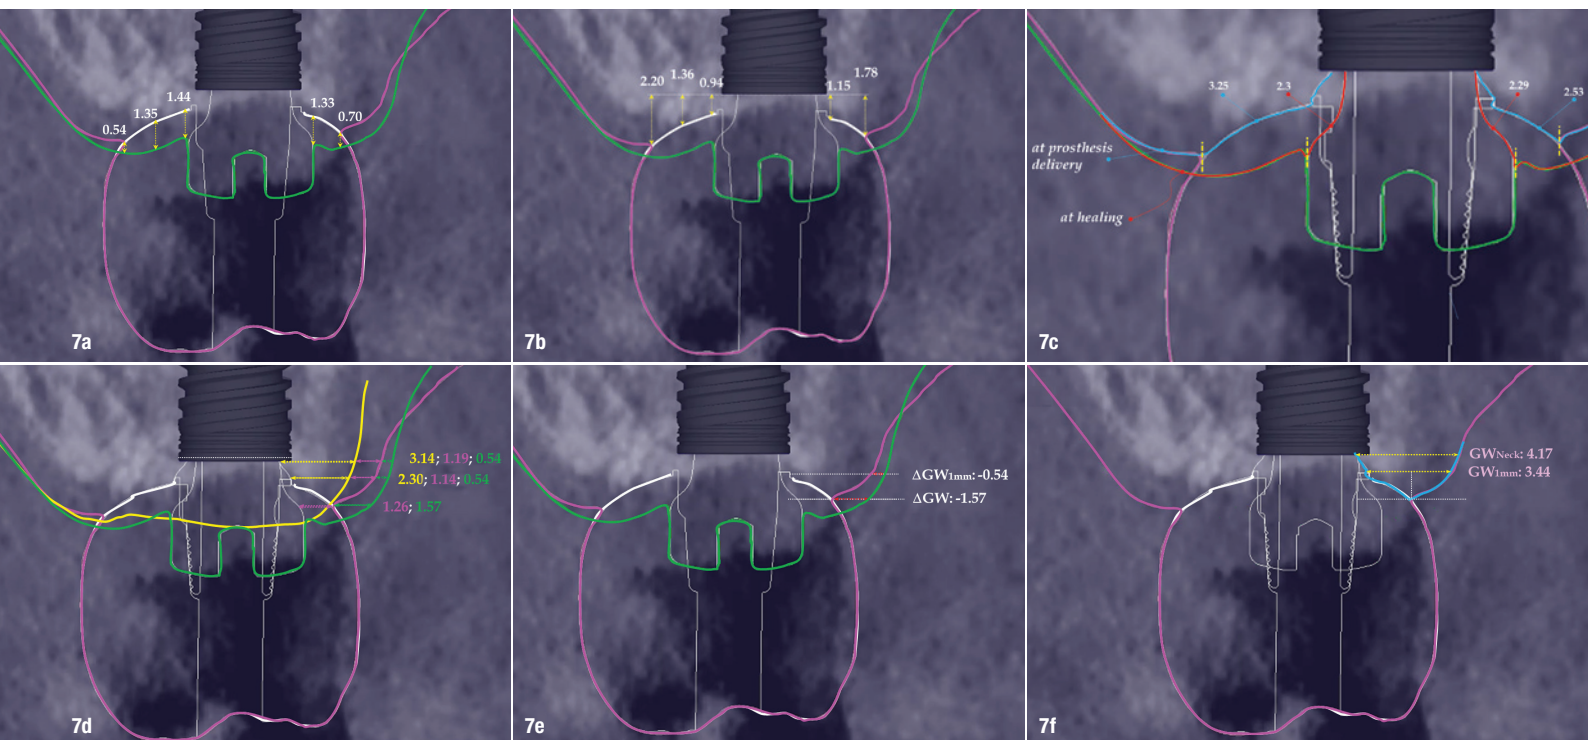 1.44
1.33
1.35
0.70
0.54
7a
1.78
1.36
2.20
0.94
1.15
7b
3.25
2.3
2.29
2.53
at prosthesis
delivery
at healing
7c
3.14; 1.19; 0.54
2.30; 1.14; 0.54
1.26; 1.57
7d
ΔGW1mm: -0.54
ΔGW: -1.57
7e
GWNeck: 4.17
GW1mm: 3.44
7f